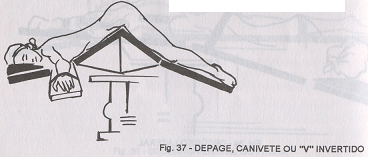 Fig. 37 - DEPAGE, CANIVETE OU "V" INVERTIDO